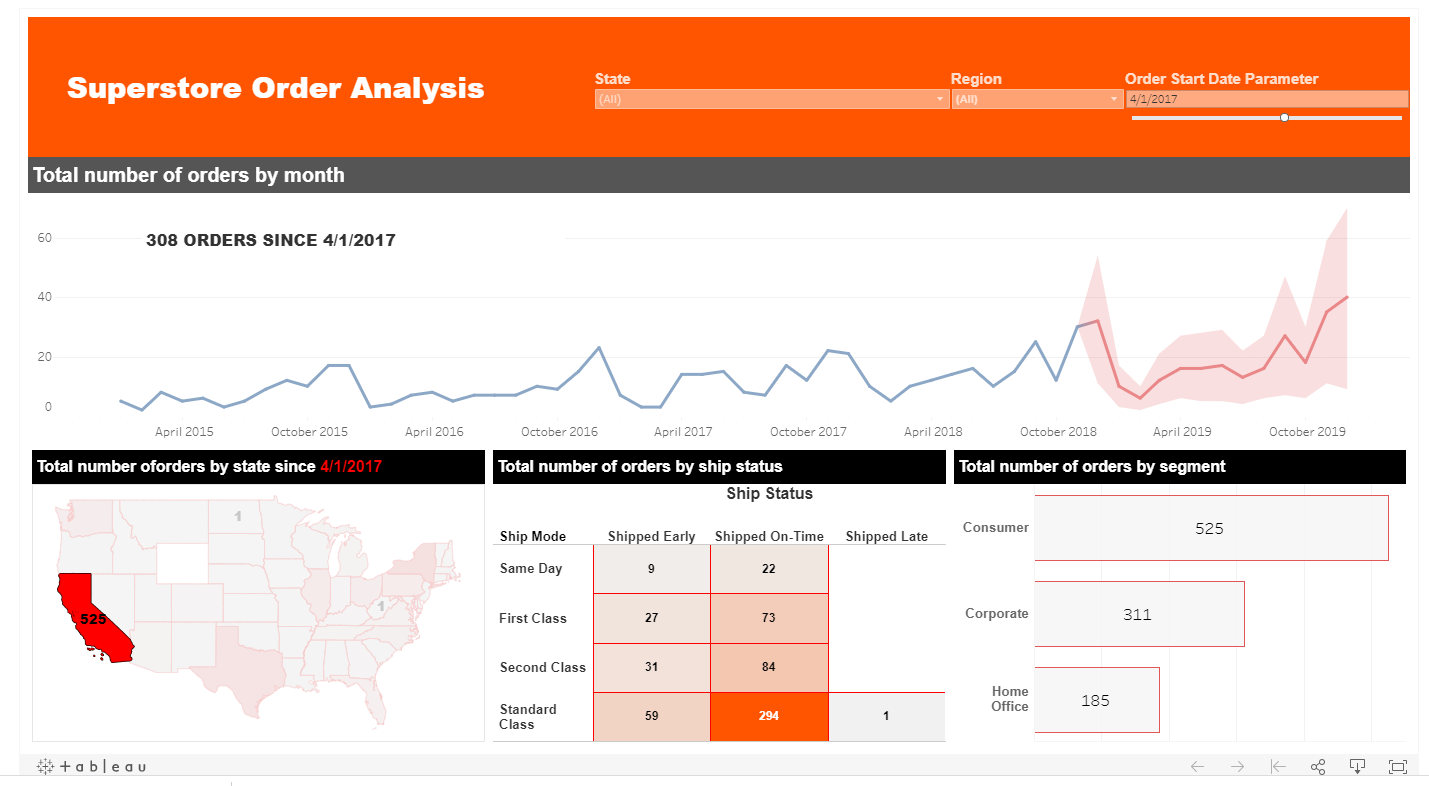 Superstore Order Analysis
State
(All)
Region
(All)
Order Start Date Parameter
4/1/2017
Total number of orders by month
308 ORDERS SINCE 4/1/2017
60
40
20
0
April 2015
October 2015
April 2016
October 2016
April 2017
October 2017
April 2018
October 2018
April 2019
October 2019
Total number oforders by state since 4/1/2017
1
525
1
Total number of orders by ship status
Ship Status
Ship Mode Shipped Early Shipped On-Time Shipped Late
Same Day 9 22
First Class 27 73
Second Class 31 84
Standard
Class 59 294 1
Total number of orders by segment
Consumer 525
Corporate 311
Home
Office 185
+ableau